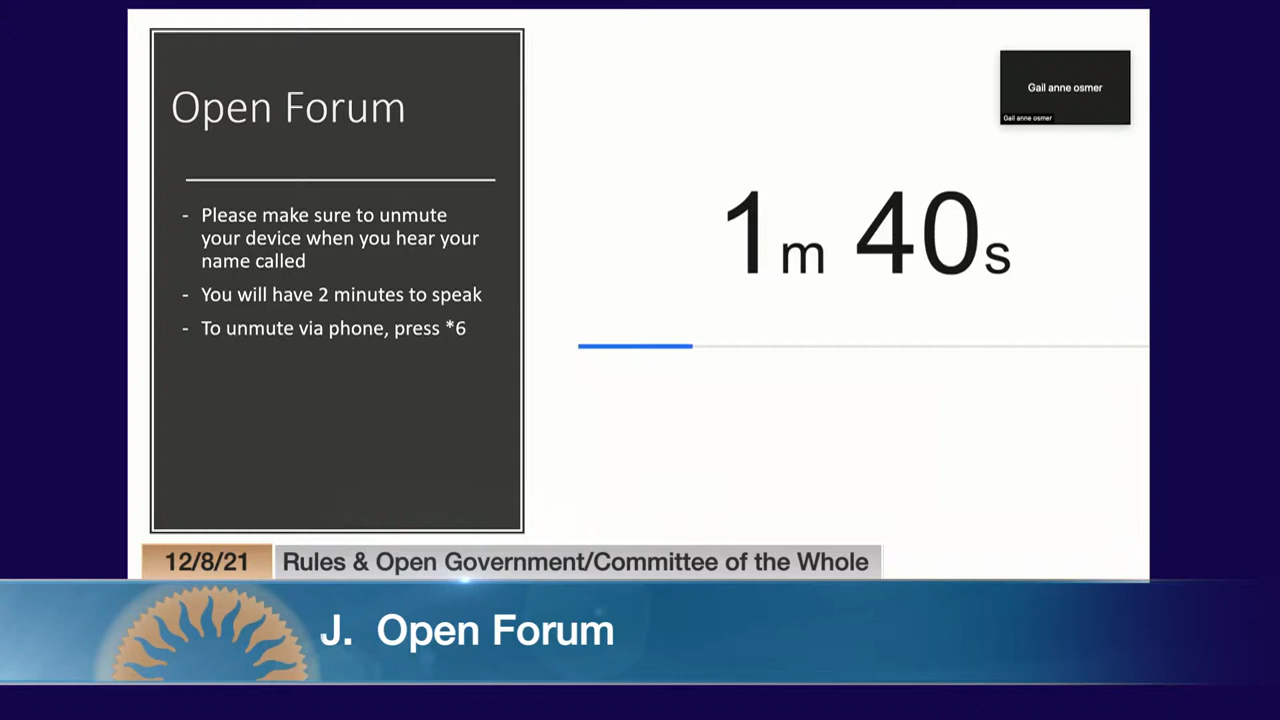 Open Forum
- Please make sure to unmute
your device when you hear your
name called
- You will have 2 minutes to speak
- To unmute via phone, press *6
Gail anne osmer
Gail anne osmer
1m 40s
12/8/21 Rules & Open Government/Committee of the Whole
J. Open Forum